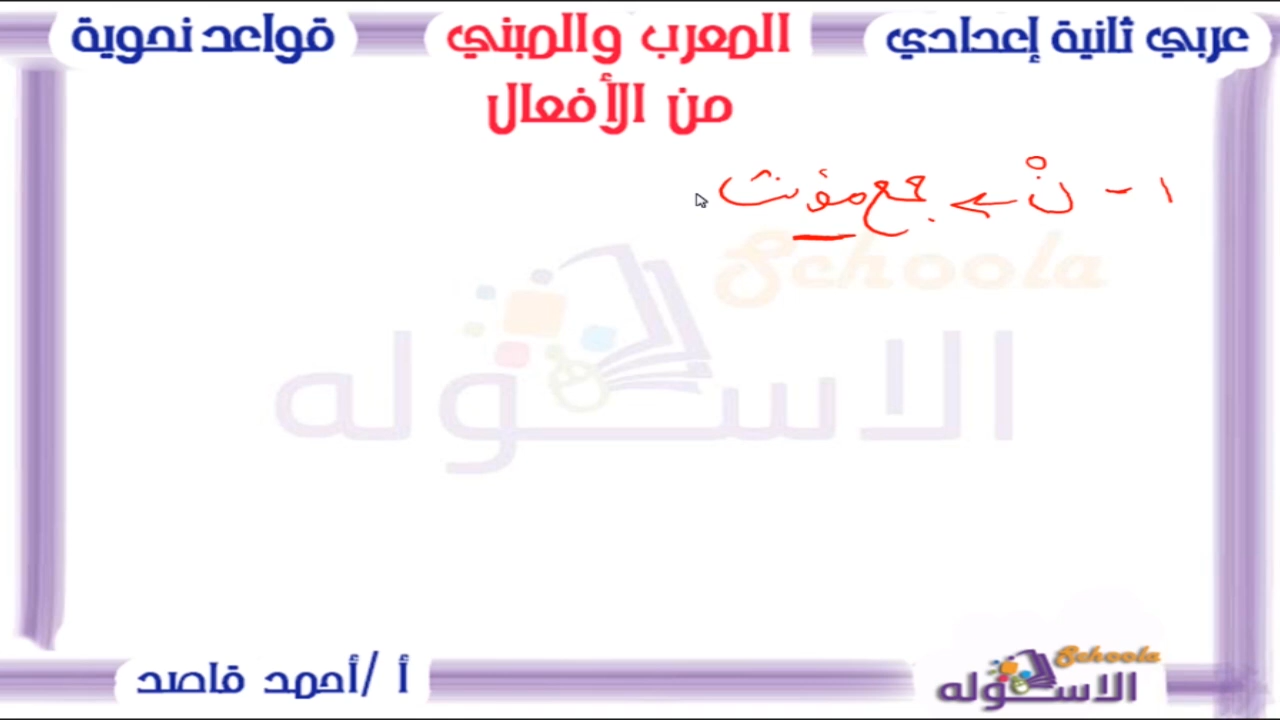 عربي ثانية إعدادي
المعرب والمبني
من الأفعال
قواعد نحوية
١ - نْ ← جمع مؤنث
Schoola
الاسكوله
أ /أحمد قاصد
Schoola
الاسكوله